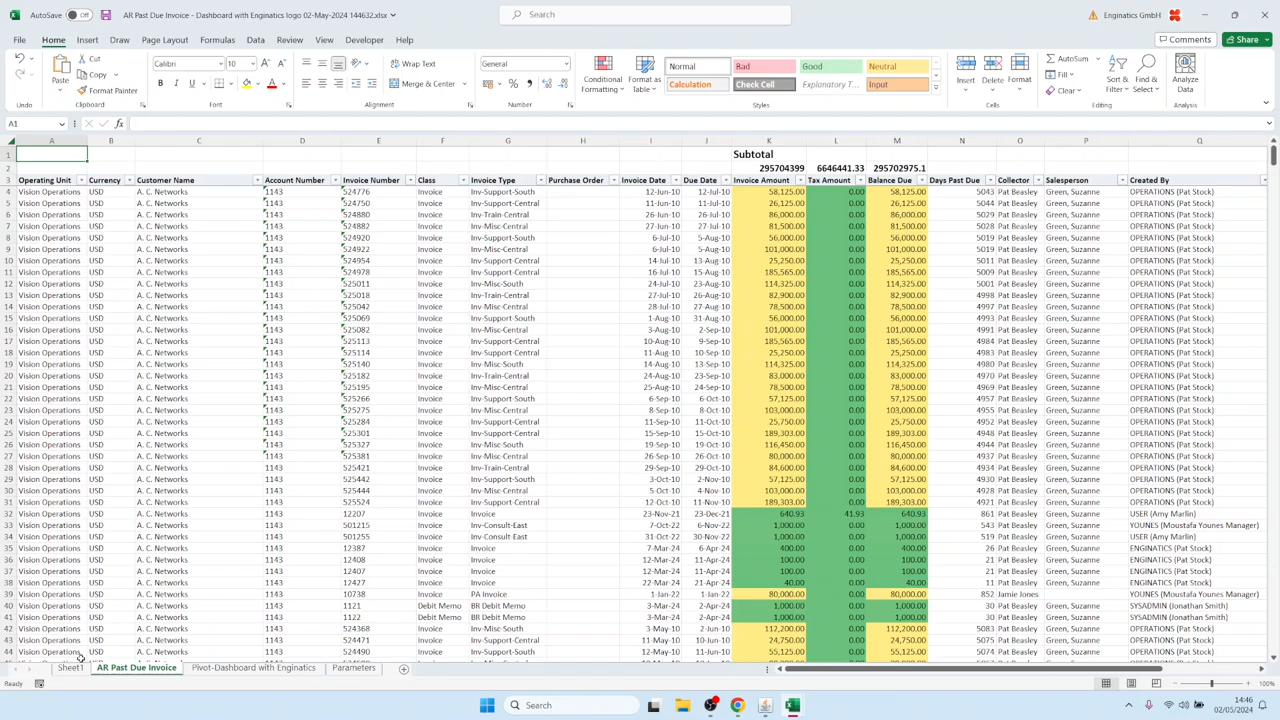 AutoSave Off AR Past Due Invoice - Dashboard with Enginatics logo 02-May-2024 144632.xlsx Search Enginatics GmbH
File Home Insert Draw Page Layout Formulas Data Review View Developer Help Comments Share
Paste Cut Copy Format Painter Calibri 10 Wrap Text Merge & Center General Conditional Formatting Format as Table Normal Bad Good Neutral Calculation Check Cell Explanatory T... Input Insert Delete Format AutoSum Fill Clear Sort & Filter Find & Select Analyze Data
Undo Clipboard Font Alignment Number Styles Cells Editing Analysis
A1 fx
A B C D E F G H I J K L M N O P Q
1 Subtotal
2 295704399 6646441.33 295702975.1
3 Operating Unit Currency Customer Name Account Number Invoice Number Class Invoice Type Purchase Order Invoice Date Due Date Invoice Amount Tax Amount Balance Due Days Past Due Collector Salesperson Created By
4 Vision Operations USD A. C. Networks 1143 524776 Invoice Inv-Support-South 12-Jun-10 12-Jul-10 58,125.00 0.00 58,125.00 5043 Pat Beasley Green, Suzanne OPERATIONS (Pat Stock)
5 Vision Operations USD A. C. Networks 1143 524750 Invoice Inv-Support-Central 11-Jun-10 11-Jul-10 26,125.00 0.00 26,125.00 5044 Pat Beasley Green, Suzanne OPERATIONS (Pat Stock)
6 Vision Operations USD A. C. Networks 1143 524880 Invoice Inv-Train-Central 26-Jun-10 26-Jul-10 86,000.00 0.00 86,000.00 5029 Pat Beasley Green, Suzanne OPERATIONS (Pat Stock)
7 Vision Operations USD A. C. Networks 1143 524882 Invoice Inv-Misc-Central 27-Jun-10 27-Jul-10 81,500.00 0.00 81,500.00 5028 Pat Beasley Green, Suzanne OPERATIONS (Pat Stock)
8 Vision Operations USD A. C. Networks 1143 524920 Invoice Inv-Support-Central 6-Jul-10 5-Aug-10 56,000.00 0.00 56,000.00 5019 Pat Beasley Green, Suzanne OPERATIONS (Pat Stock)
9 Vision Operations USD A. C. Networks 1143 524922 Invoice Inv-Misc-Central 6-Jul-10 5-Aug-10 101,000.00 0.00 101,000.00 5019 Pat Beasley Green, Suzanne OPERATIONS (Pat Stock)
10 Vision Operations USD A. C. Networks 1143 524954 Invoice Inv-Misc-Central 14-Jul-10 13-Aug-10 25,250.00 0.00 25,250.00 5011 Pat Beasley Green, Suzanne OPERATIONS (Pat Stock)
11 Vision Operations USD A. C. Networks 1143 524978 Invoice Inv-Support-Central 16-Jul-10 15-Aug-10 185,565.00 0.00 185,565.00 5009 Pat Beasley Green, Suzanne OPERATIONS (Pat Stock)
12 Vision Operations USD A. C. Networks 1143 525011 Invoice Inv-Misc-South 24-Jul-10 23-Aug-10 114,325.00 0.00 114,325.00 5001 Pat Beasley Green, Suzanne OPERATIONS (Pat Stock)
13 Vision Operations USD A. C. Networks 1143 525018 Invoice Inv-Train-Central 27-Jul-10 26-Aug-10 82,900.00 0.00 82,900.00 4998 Pat Beasley Green, Suzanne OPERATIONS (Pat Stock)
14 Vision Operations USD A. C. Networks 1143 525042 Invoice Inv-Misc-Central 28-Jul-10 27-Aug-10 78,500.00 0.00 78,500.00 4997 Pat Beasley Green, Suzanne OPERATIONS (Pat Stock)
15 Vision Operations USD A. C. Networks 1143 525069 Invoice Inv-Support-Central 1-Aug-10 31-Aug-10 56,000.00 0.00 56,000.00 4993 Pat Beasley Green, Suzanne OPERATIONS (Pat Stock)
16 Vision Operations USD A. C. Networks 1143 525082 Invoice Inv-Misc-Central 3-Aug-10 2-Sep-10 101,000.00 0.00 101,000.00 4991 Pat Beasley Green, Suzanne OPERATIONS (Pat Stock)
17 Vision Operations USD A. C. Networks 1143 525113 Invoice Inv-Support-Central 10-Aug-10 9-Sep-10 185,565.00 0.00 185,565.00 4984 Pat Beasley Green, Suzanne OPERATIONS (Pat Stock)
18 Vision Operations USD A. C. Networks 1143 525114 Invoice Inv-Misc-Central 11-Aug-10 10-Sep-10 25,250.00 0.00 25,250.00 4983 Pat Beasley Green, Suzanne OPERATIONS (Pat Stock)
19 Vision Operations USD A. C. Networks 1143 525140 Invoice Inv-Misc-South 14-Aug-10 13-Sep-10 114,325.00 0.00 114,325.00 4980 Pat Beasley Green, Suzanne OPERATIONS (Pat Stock)
20 Vision Operations USD A. C. Networks 1143 525182 Invoice Inv-Train-Central 24-Aug-10 23-Sep-10 83,000.00 0.00 83,000.00 4970 Pat Beasley Green, Suzanne OPERATIONS (Pat Stock)
21 Vision Operations USD A. C. Networks 1143 525195 Invoice Inv-Misc-Central 25-Aug-10 24-Sep-10 78,500.00 0.00 78,500.00 4969 Pat Beasley Green, Suzanne OPERATIONS (Pat Stock)
22 Vision Operations USD A. C. Networks 1143 525266 Invoice Inv-Support-Central 6-Sep-10 6-Oct-10 57,125.00 0.00 57,125.00 4957 Pat Beasley Green, Suzanne OPERATIONS (Pat Stock)
23 Vision Operations USD A. C. Networks 1143 525275 Invoice Inv-Misc-Central 8-Sep-10 8-Oct-10 103,000.00 0.00 103,000.00 4955 Pat Beasley Green, Suzanne OPERATIONS (Pat Stock)
24 Vision Operations USD A. C. Networks 1143 525284 Invoice Inv-Misc-Central 15-Sep-10 15-Oct-10 25,750.00 0.00 25,750.00 4948 Pat Beasley Green, Suzanne OPERATIONS (Pat Stock)
25 Vision Operations USD A. C. Networks 1143 525301 Invoice Inv-Support-Central 15-Sep-10 15-Oct-10 189,303.00 0.00 189,303.00 4948 Pat Beasley Green, Suzanne OPERATIONS (Pat Stock)
26 Vision Operations USD A. C. Networks 1143 525327 Invoice Inv-Misc-South 19-Sep-10 19-Oct-10 116,450.00 0.00 116,450.00 4944 Pat Beasley Green, Suzanne OPERATIONS (Pat Stock)
27 Vision Operations USD A. C. Networks 1143 525381 Invoice Inv-Misc-Central 26-Sep-10 26-Oct-10 80,000.00 0.00 80,000.00 4937 Pat Beasley Green, Suzanne OPERATIONS (Pat Stock)
28 Vision Operations USD A. C. Networks 1143 525421 Invoice Inv-Train-Central 29-Sep-10 29-Oct-10 84,600.00 0.00 84,600.00 4934 Pat Beasley Green, Suzanne OPERATIONS (Pat Stock)
29 Vision Operations USD A. C. Networks 1143 525442 Invoice Inv-Misc-South 3-Oct-10 2-Nov-10 57,125.00 0.00 57,125.00 4930 Pat Beasley Green, Suzanne OPERATIONS (Pat Stock)
30 Vision Operations USD A. C. Networks 1143 525444 Invoice Inv-Misc-Central 5-Oct-10 4-Nov-10 103,000.00 0.00 103,000.00 4928 Pat Beasley Green, Suzanne OPERATIONS (Pat Stock)
31 Vision Operations USD A. C. Networks 1143 525524 Invoice Inv-Support-Central 12-Oct-10 11-Nov-10 189,303.00 0.00 189,303.00 4921 Pat Beasley Green, Suzanne OPERATIONS (Pat Stock)
32 Vision Operations USD A. C. Networks 1143 12207 Invoice Invoice 23-Nov-21 23-Dec-21 640.93 41.93 640.93 861 Pat Beasley Green, Suzanne USER (Amy Marlin)
33 Vision Operations USD A. C. Networks 1143 501215 Invoice Inv-Consult-East 7-Oct-22 6-Nov-22 1,000.00 0.00 1,000.00 543 Pat Beasley Green, Suzanne YOUNES (Moustafa Younes Manager)
34 Vision Operations USD A. C. Networks 1143 501255 Invoice Inv-Consult-East 31-Oct-22 30-Nov-22 1,000.00 0.00 1,000.00 519 Pat Beasley Green, Suzanne USER (Amy Marlin)
35 Vision Operations USD A. C. Networks 1143 12387 Invoice Invoice 7-Mar-24 6-Apr-24 400.00 0.00 400.00 26 Pat Beasley Green, Suzanne ENGINATICS (Pat Stock)
36 Vision Operations USD A. C. Networks 1143 12408 Invoice Invoice 12-Mar-24 11-Apr-24 100.00 0.00 100.00 21 Pat Beasley Green, Suzanne ENGINATICS (Pat Stock)
37 Vision Operations USD A. C. Networks 1143 12407 Invoice Invoice 12-Mar-24 11-Apr-24 100.00 0.00 100.00 21 Pat Beasley Green, Suzanne ENGINATICS (Pat Stock)
38 Vision Operations USD A. C. Networks 1143 12427 Invoice Invoice 22-Mar-24 21-Apr-24 40.00 0.00 40.00 11 Pat Beasley Green, Suzanne ENGINATICS (Pat Stock)
39 Vision Operations USD A. C. Networks 1143 10738 Invoice PA Invoice 1-Jan-22 1-Jan-22 80,000.00 0.00 80,000.00 852 Jamie Jones YOUNES (Moustafa Younes Manager)
40 Vision Operations USD A. C. Networks 1143 1121 Debit Memo BR Debit Memo 3-Mar-24 2-Apr-24 1,000.00 0.00 1,000.00 30 Pat Beasley Green, Suzanne SYSADMIN (Jonathan Smith)
41 Vision Operations USD A. C. Networks 1143 1122 Debit Memo BR Debit Memo 3-Mar-24 2-Apr-24 1,000.00 0.00 1,000.00 30 Pat Beasley Green, Suzanne SYSADMIN (Jonathan Smith)
42 Vision Operations USD A. C. Networks 1143 524368 Invoice Inv-Misc-South 3-May-10 2-Jun-10 112,200.00 0.00 112,200.00 5083 Pat Beasley Green, Suzanne OPERATIONS (Pat Stock)
43 Vision Operations USD A. C. Networks 1143 524471 Invoice Inv-Support-Central 11-May-10 10-Jun-10 24,750.00 0.00 24,750.00 5075 Pat Beasley Green, Suzanne OPERATIONS (Pat Stock)
44 Vision Operations USD A. C. Networks 1143 524490 Invoice Inv-Support-Central 12-May-10 11-Jun-10 55,125.00 0.00 55,125.00 5074 Pat Beasley Green, Suzanne OPERATIONS (Pat Stock)
Sheet1 AR Past Due Invoice Pivot-Dashboard with Enginatics Parameters
Ready 100%
Search 14:46
02/05/2024